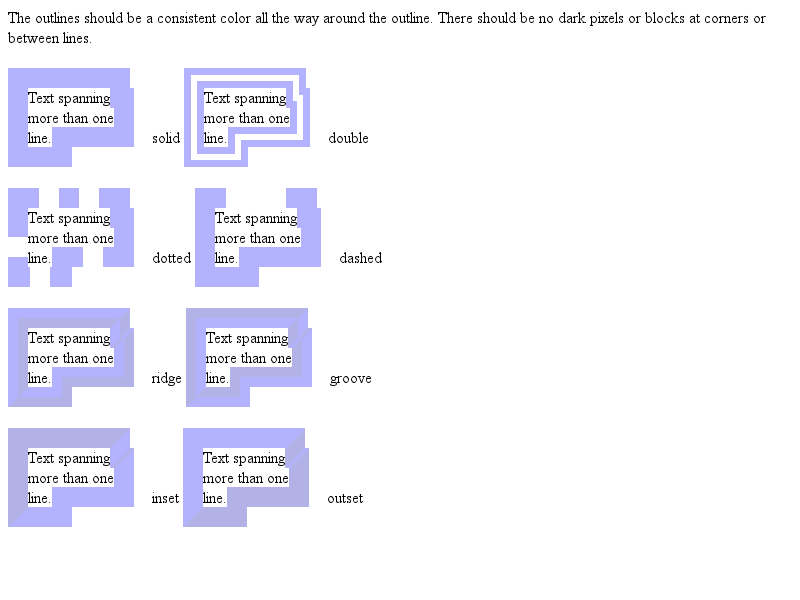 The outlines should be a consistent color all the way around the outline. There should be no dark pixels or blocks at corners or
between lines.
Text spanning
more than one
line.
solid
Text spanning
more than one
line.
double
Text spanning
more than one
line.
dotted
Text spanning
more than one
line.
dashed
Text spanning
more than one
line.
ridge
Text spanning
more than one
line.
groove
Text spanning
more than one
line.
inset
Text spanning
more than one
line.
outset